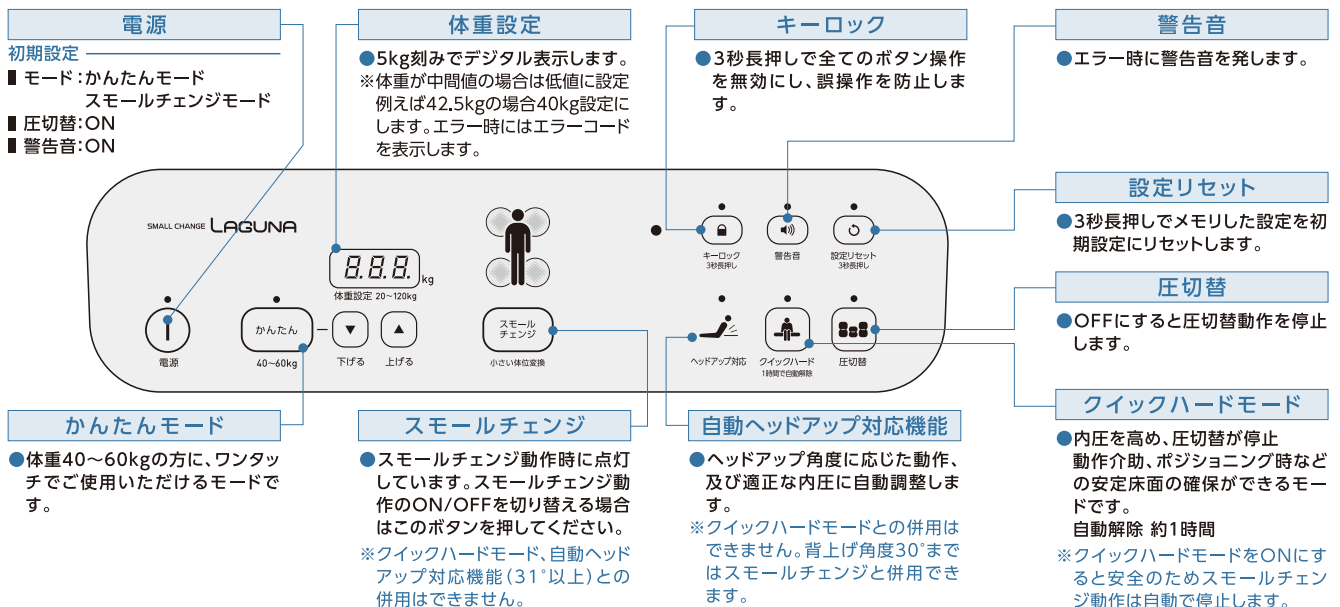 電源
初期設定
モード:かんたんモード
スモールチェンジモード
圧切替:ON
警告音:ON
体重設定
●5kg刻みでデジタル表示します。
※体重が中間値の場合は低値に設定
例えば42.5kgの場合40kg設定に
します。エラー時にはエラーコード
を表示します。
キーロック
●3秒長押しで全てのボタン操作
を無効にし、誤操作を防止しま
す。
警告音
●エラー時に警告音を発します。
設定リセット
●3秒長押しでメモリした設定を初
期設定にリセットします。
圧切替
●OFFにすると圧切替動作を停止
します。
SMALL CHANGE LAGUNA
8.8.8. kg
体重設定 20~120kg
電源
かんたん
40~60kg
▼
下げる
▲
上げる
スモール
チェンジ
小さい体位変換
キーロック
3秒長押し
警告音
設定リセット
3秒長押し
ヘッドアップ対応
クイックハード
1時間で自動解除
圧切替
かんたんモード
●体重40~60kgの方に、ワンタッ
チでご使用いただけるモードで
す。
スモールチェンジ
●スモールチェンジ動作時に点灯
しています。スモールチェンジ動
作のON/OFFを切り替える場合
はこのボタンを押してください。
※クイックハードモード、自動ヘッド
アップ対応機能(31°以上)との
併用はできません。
自動ヘッドアップ対応機能
●ヘッドアップ角度に応じた動作、
及び適正な内圧に自動調整しま
す。
※クイックハードモードとの併用は
できません。背上げ角度30°まで
はスモールチェンジと併用でき
ます。
クイックハードモード
●内圧を高め、圧切替が停止
動作介助、ポジショニング時など
の安定床面の確保ができるモー
ドです。
自動解除 約1時間
※クイックハードモードをONにす
ると安全のためスモールチェン
ジ動作は自動で停止します。